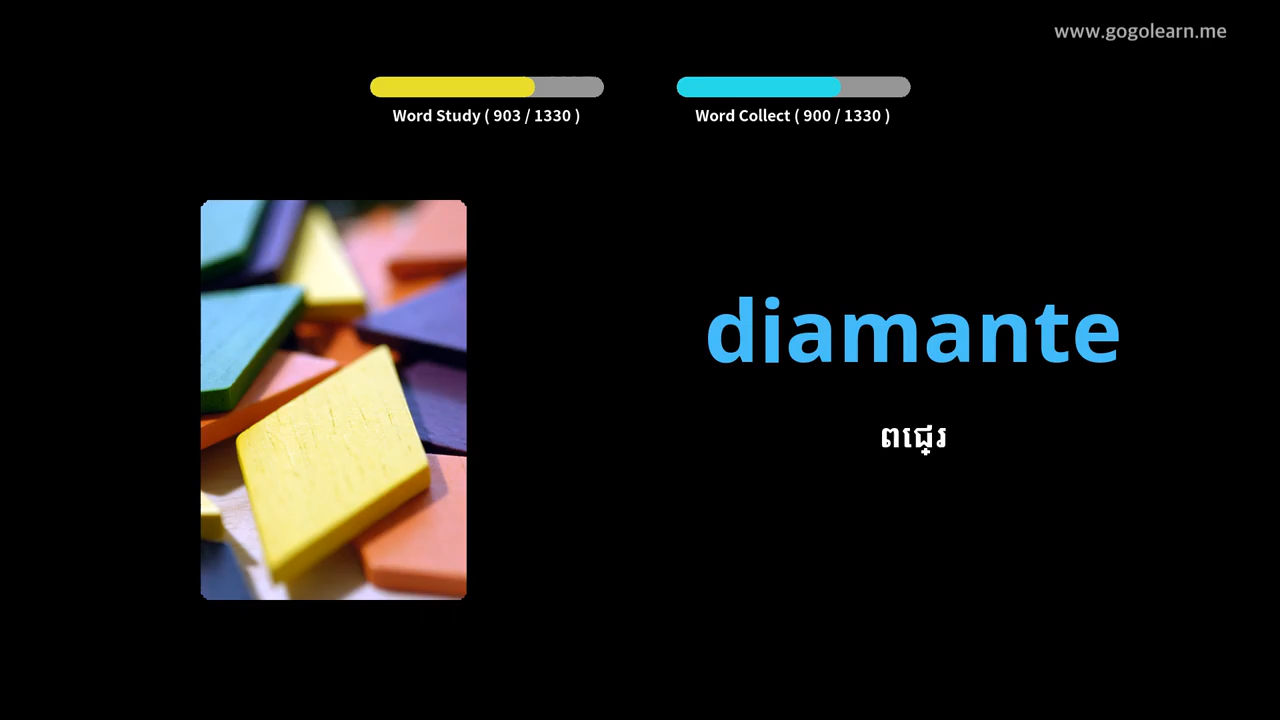 www.gogolearn.me
Word Study ( 903 / 1330 )
Word Collect ( 900 / 1330 )
diamante
ពជ្រេ